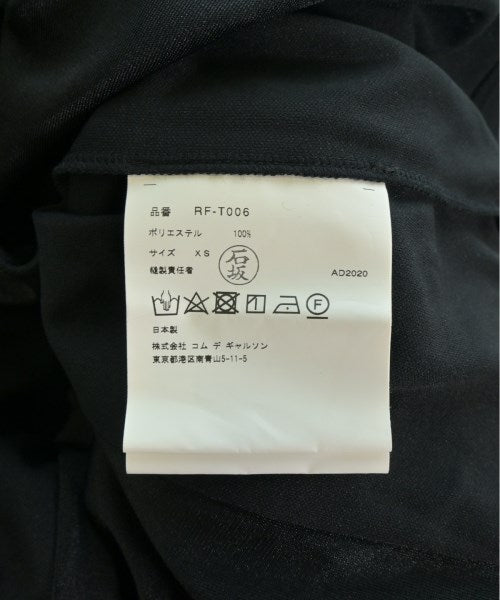 品番 RF-T006
ポリエステル 100%
サイズ XS
縫製責任者 石坂 AD2020
日本製
株式会社 コム デ ギャルソン
東京都港区南青山5-11-5